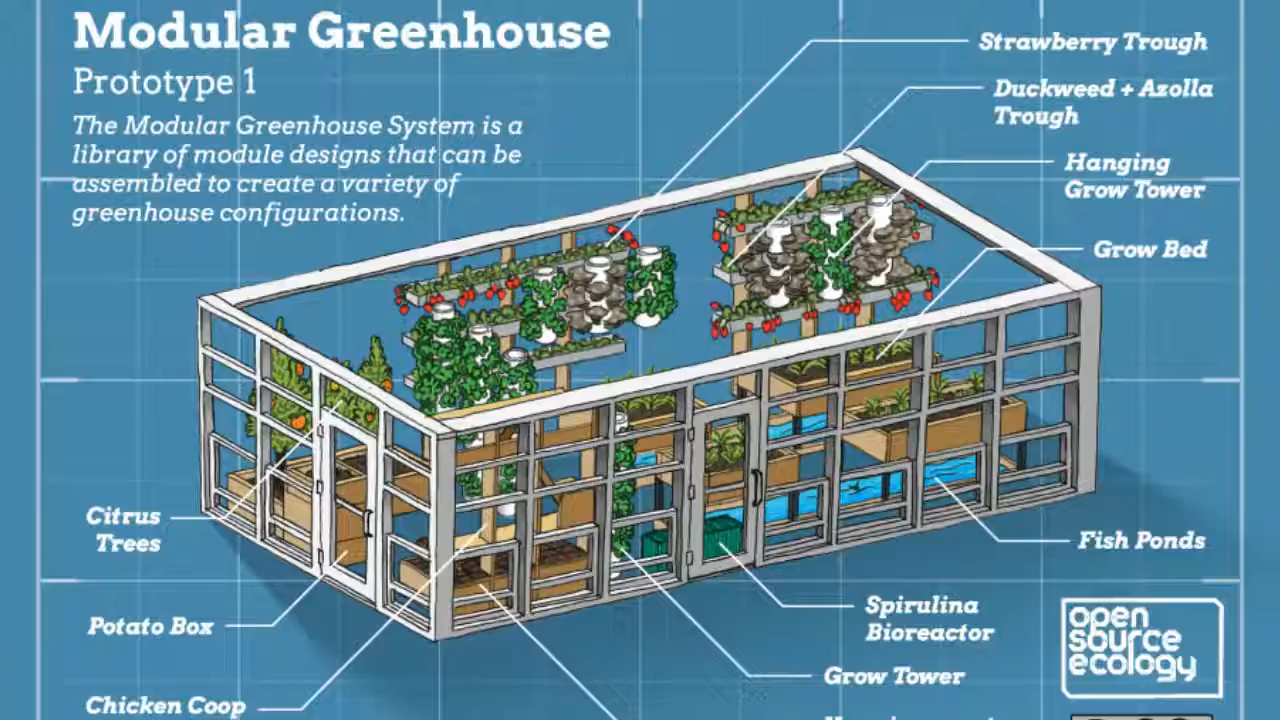 Modular Greenhouse
Prototype 1
The Modular Greenhouse System is a
library of module designs that can be
assembled to create a variety of
greenhouse configurations.
Strawberry Trough
Duckweed + Azolla
Trough
Hanging
Grow Tower
Grow Bed
Citrus
Trees
Potato Box
Chicken Coop
Fish Ponds
Spirulina
Bioreactor
Grow Tower
open
source
ecology